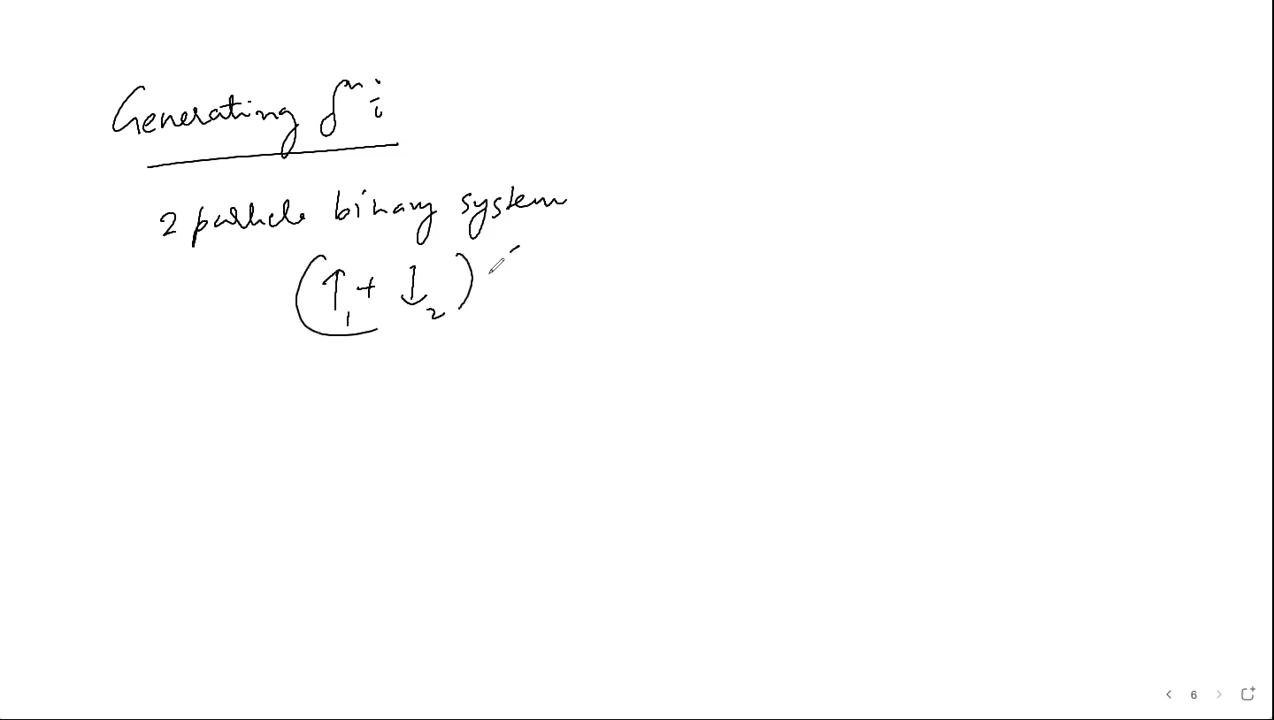 Generating fⁿ i
2 particle binary system
(↑₁ + ↓₂)
6